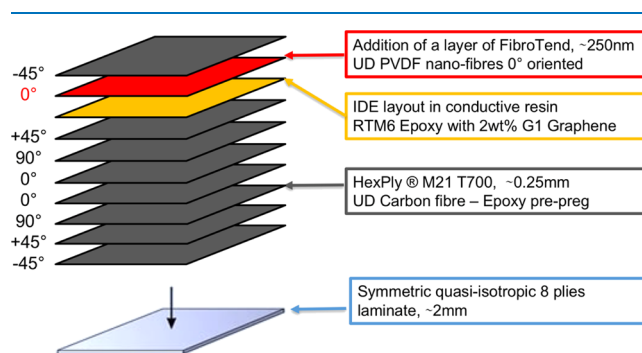 Addition of a layer of FibroTend, ~250nm
UD PVDF nano-fibres 0° oriented
IDE layout in conductive resin
RTM6 Epoxy with 2wt% G1 Graphene
HexPly ® M21 T700, ~0.25mm
UD Carbon fibre – Epoxy pre-preg
Symmetric quasi-isotropic 8 plies
laminate, ~2mm
-45°
0°
+45°
90°
0°
0°
90°
+45°
-45°